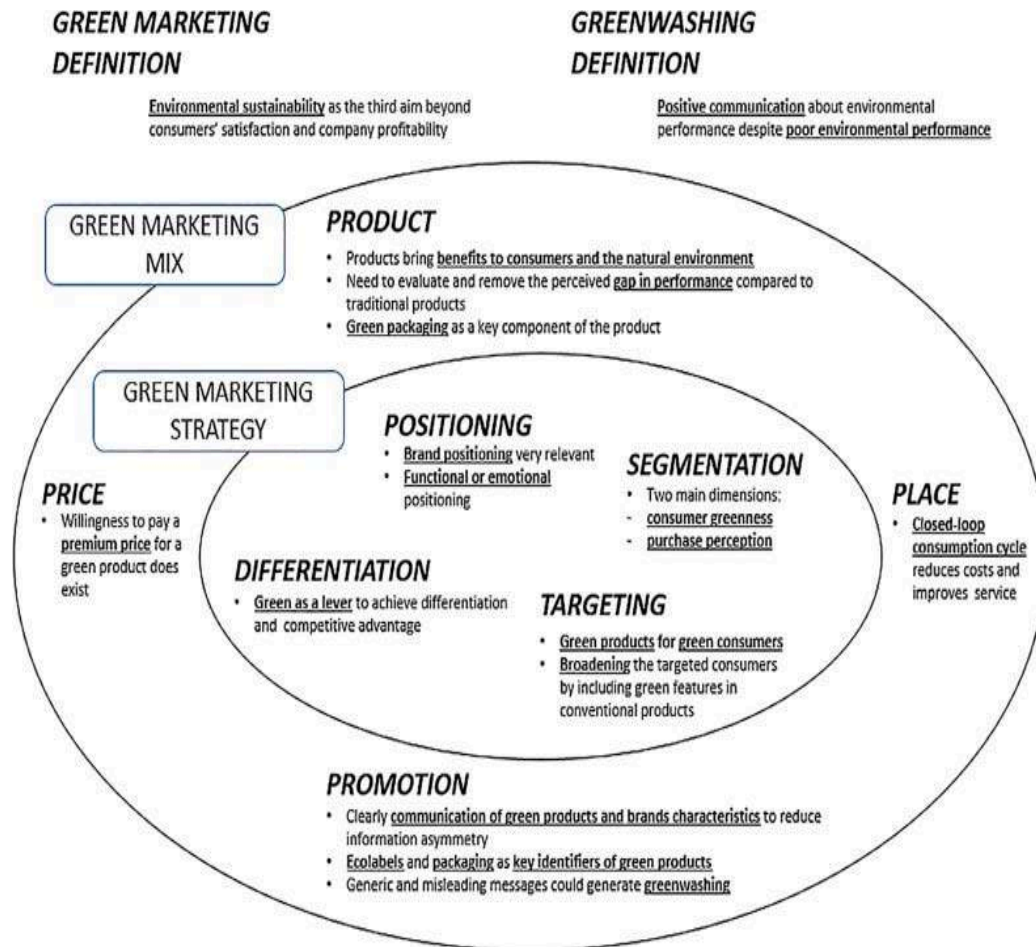 GREEN MARKETING
DEFINITION
Environmental sustainability as the third aim beyond
consumers' satisfaction and company profitability
GREENWASHING
DEFINITION
Positive communication about environmental
performance despite poor environmental performance
GREEN MARKETING
MIX
PRODUCT
• Products bring benefits to consumers and the natural environment
• Need to evaluate and remove the perceived gap in performance compared to
traditional products
• Green packaging as a key component of the product
GREEN MARKETING
STRATEGY
POSITIONING
• Brand positioning very relevant
• Functional or emotional
positioning
SEGMENTATION
• Two main dimensions:
- consumer greenness
- purchase perception
PRICE
• Willingness to pay a
premium price for a
green product does
exist
PLACE
• Closed-loop
consumption cycle
reduces costs and
improves service
DIFFERENTIATION
• Green as a lever to achieve differentiation
and competitive advantage
TARGETING
• Green products for green consumers
• Broadening the targeted consumers
by including green features in
conventional products
PROMOTION
• Clearly communication of green products and brands characteristics to reduce
information asymmetry
• Ecolabels and packaging as key identifiers of green products
• Generic and misleading messages could generate greenwashing